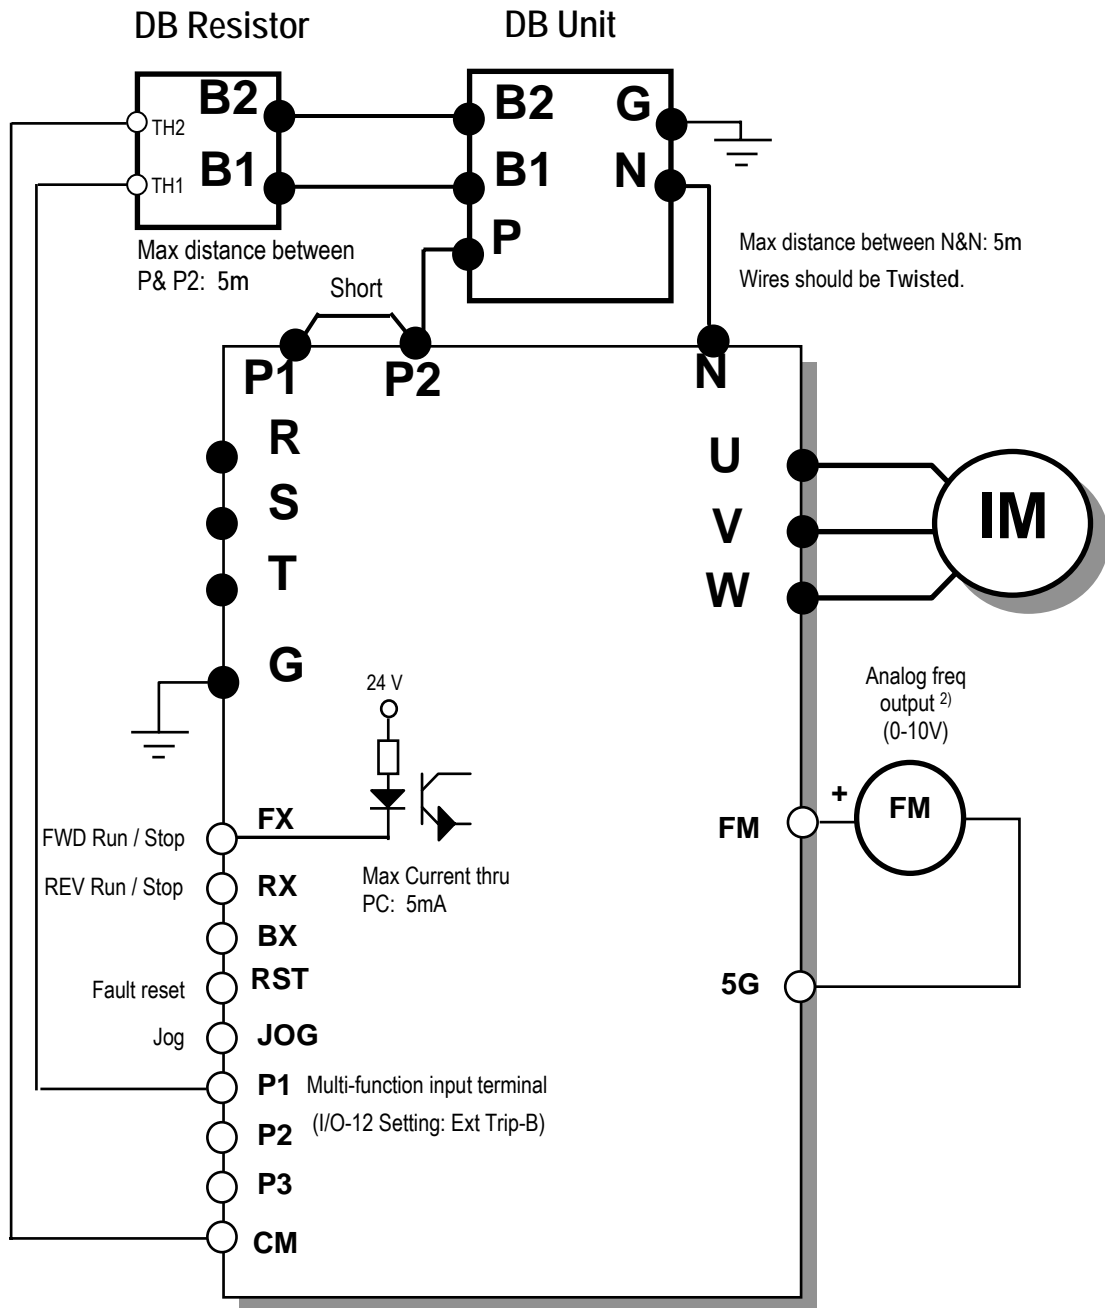 DB Resistor
DB Unit
B2
TH2
B1
TH1
B2
G
B1
N
P
Max distance between
P& P2:  5m
Short
Max distance between N&N: 5m
Wires should be Twisted.
P1
P2
N
R
S
T
G
U
V
W
IM
24 V
Analog freq
output 2)
(0-10V)
+
FM
FM
5G
FWD Run / Stop
FX
REV Run / Stop
RX
Max Current thru
PC:  5mA
BX
Fault reset
RST
Jog
JOG
P1
Multi-function input terminal
(I/O-12 Setting: Ext Trip-B)
P2
P3
CM